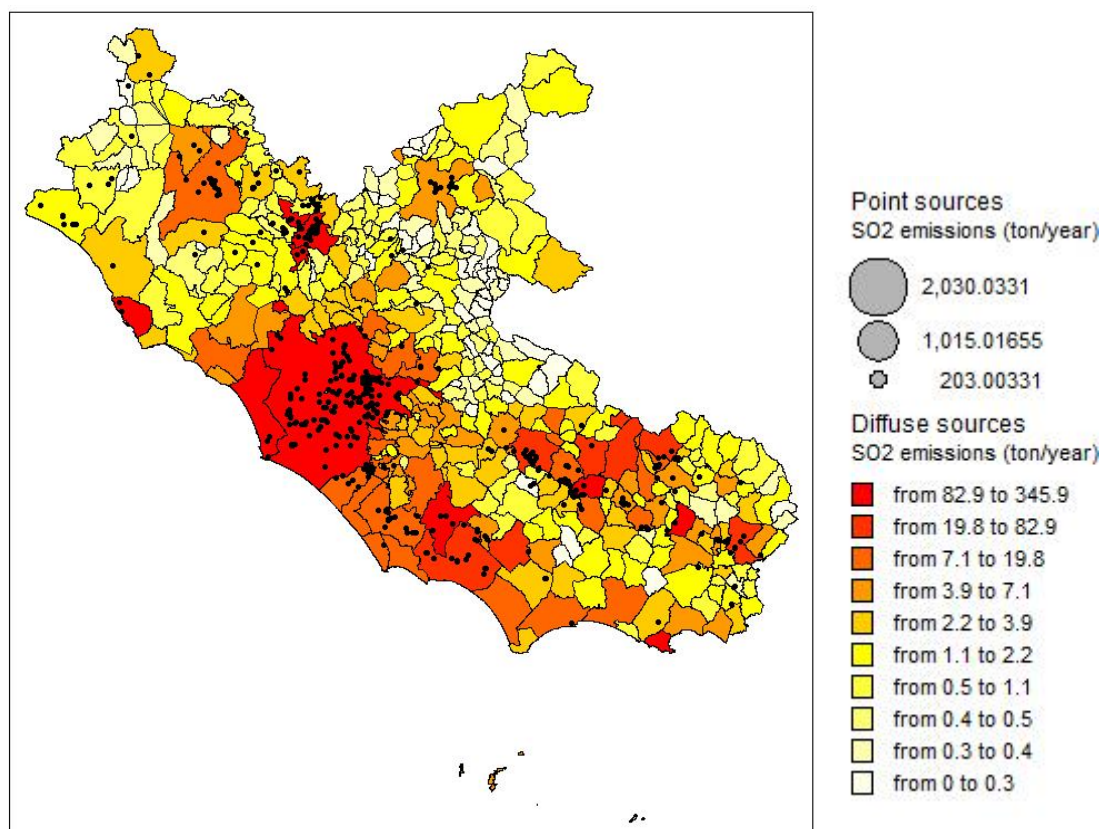 Point sources
SO2 emissions (ton/year)
2,030.0331
1,015.01655
203.00331
Diffuse sources
SO2 emissions (ton/year)
from 82.9 to 345.9
from 19.8 to 82.9
from 7.1 to 19.8
from 3.9 to 7.1
from 2.2 to 3.9
from 1.1 to 2.2
from 0.5 to 1.1
from 0.4 to 0.5
from 0.3 to 0.4
from 0 to 0.3